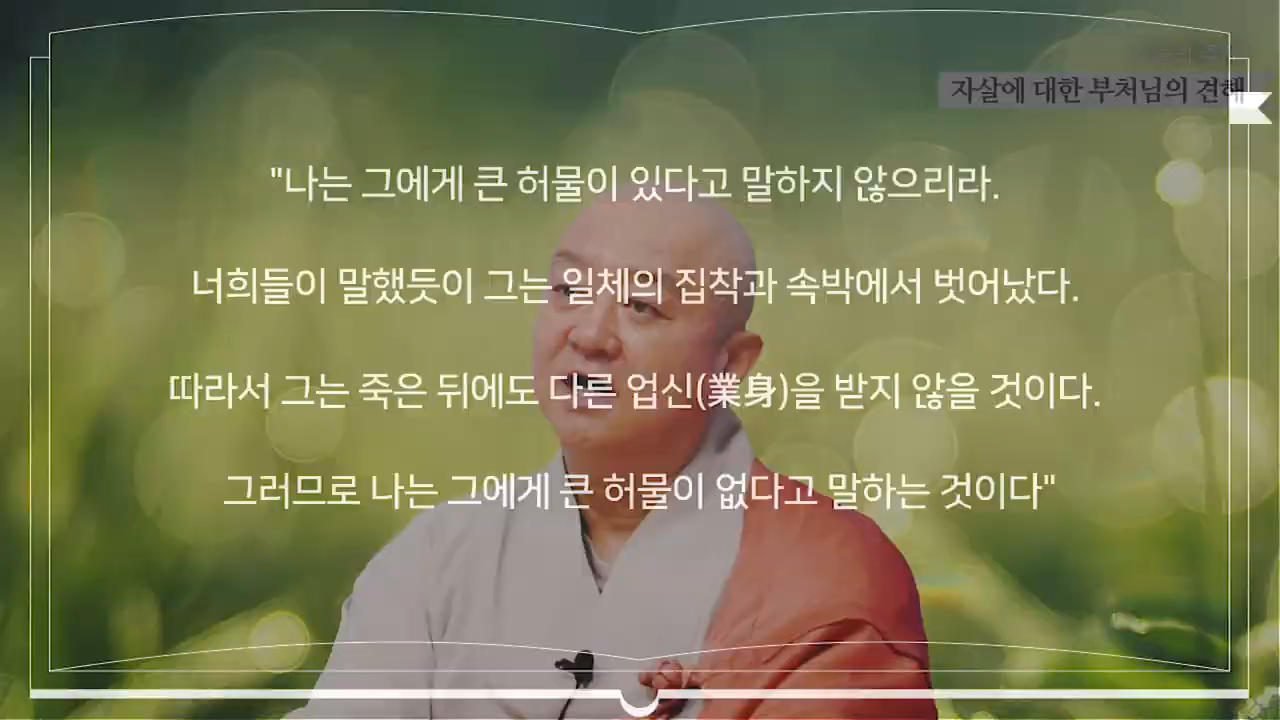 자살에 대한 부처님의 견해
"나는 그에게 큰 허물이 있다고 말하지 않으리라.
너희들이 말했듯이 그는 일체의 집착과 속박에서 벗어났다.
따라서 그는 죽은 뒤에도 다른 업신(業身)을 받지 않을 것이다.
그러므로 나는 그에게 큰 허물이 없다고 말하는 것이다"